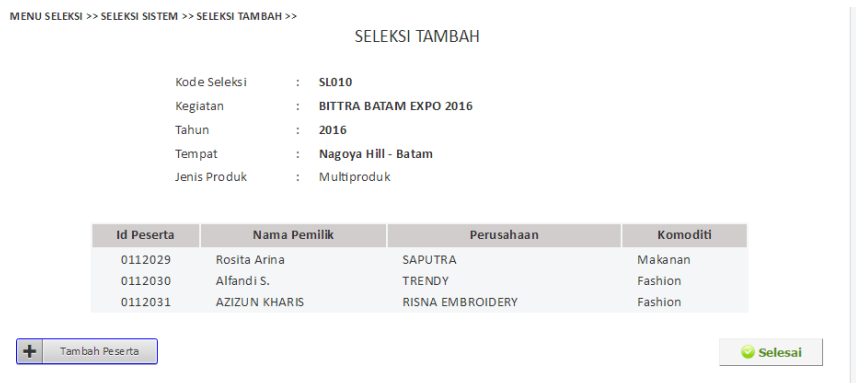 MENU SELEKSI >> SELEKSI SISTEM >> SELEKSI TAMBAH >>
SELEKSI TAMBAH
Kode Seleksi : SL010
Kegiatan : BITTRA BATAM EXPO 2016
Tahun : 2016
Tempat : Nagoya Hill - Batam
Jenis Produk : Multiproduk
Id Peserta Nama Pemilik Perusahaan Komoditi
0112029 Rosita Arina SAPUTRA Makanan
0112030 Alfandi S. TRENDY Fashion
0112031 AZIZUN KHARIS RISNA EMBROIDERY Fashion
Tambah Peserta Selesai